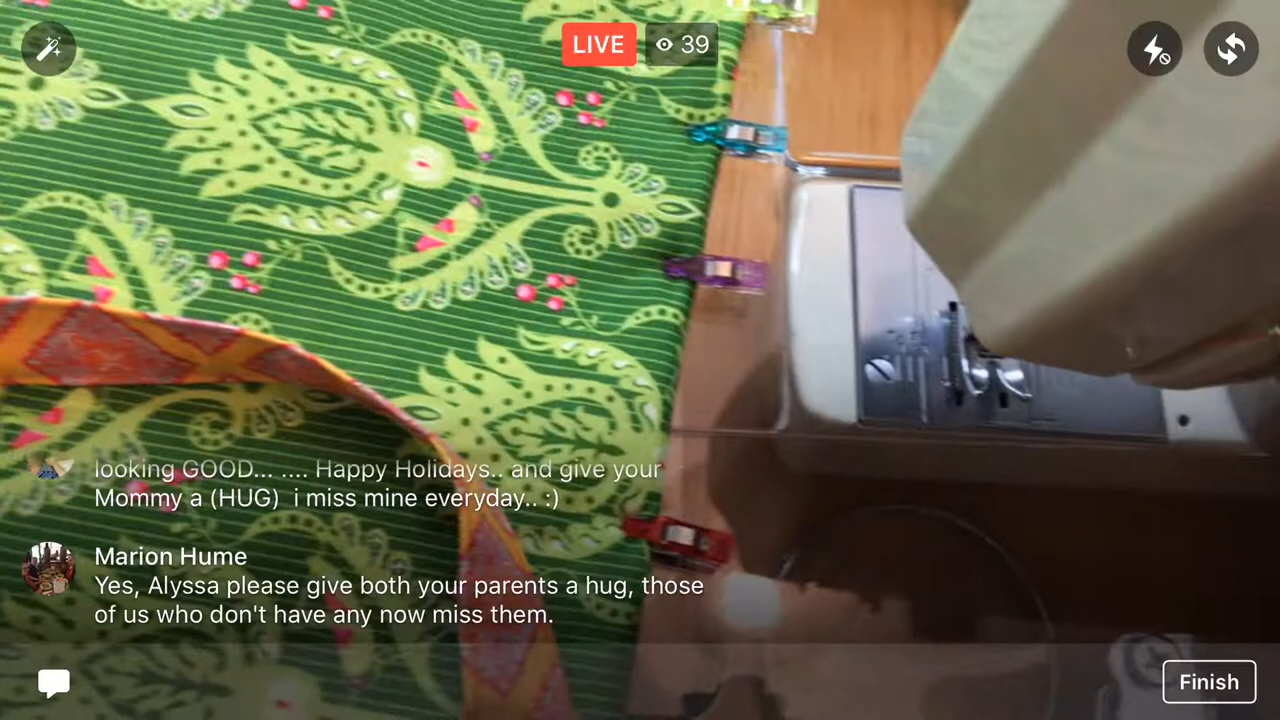 LIVE
39
looking GOOD... .... Happy Holidays.. and give your
Mommy a (HUG)  i miss mine everyday.. :)
Marion Hume
Yes, Alyssa please give both your parents a hug, those
of us who don't have any now miss them.
Finish